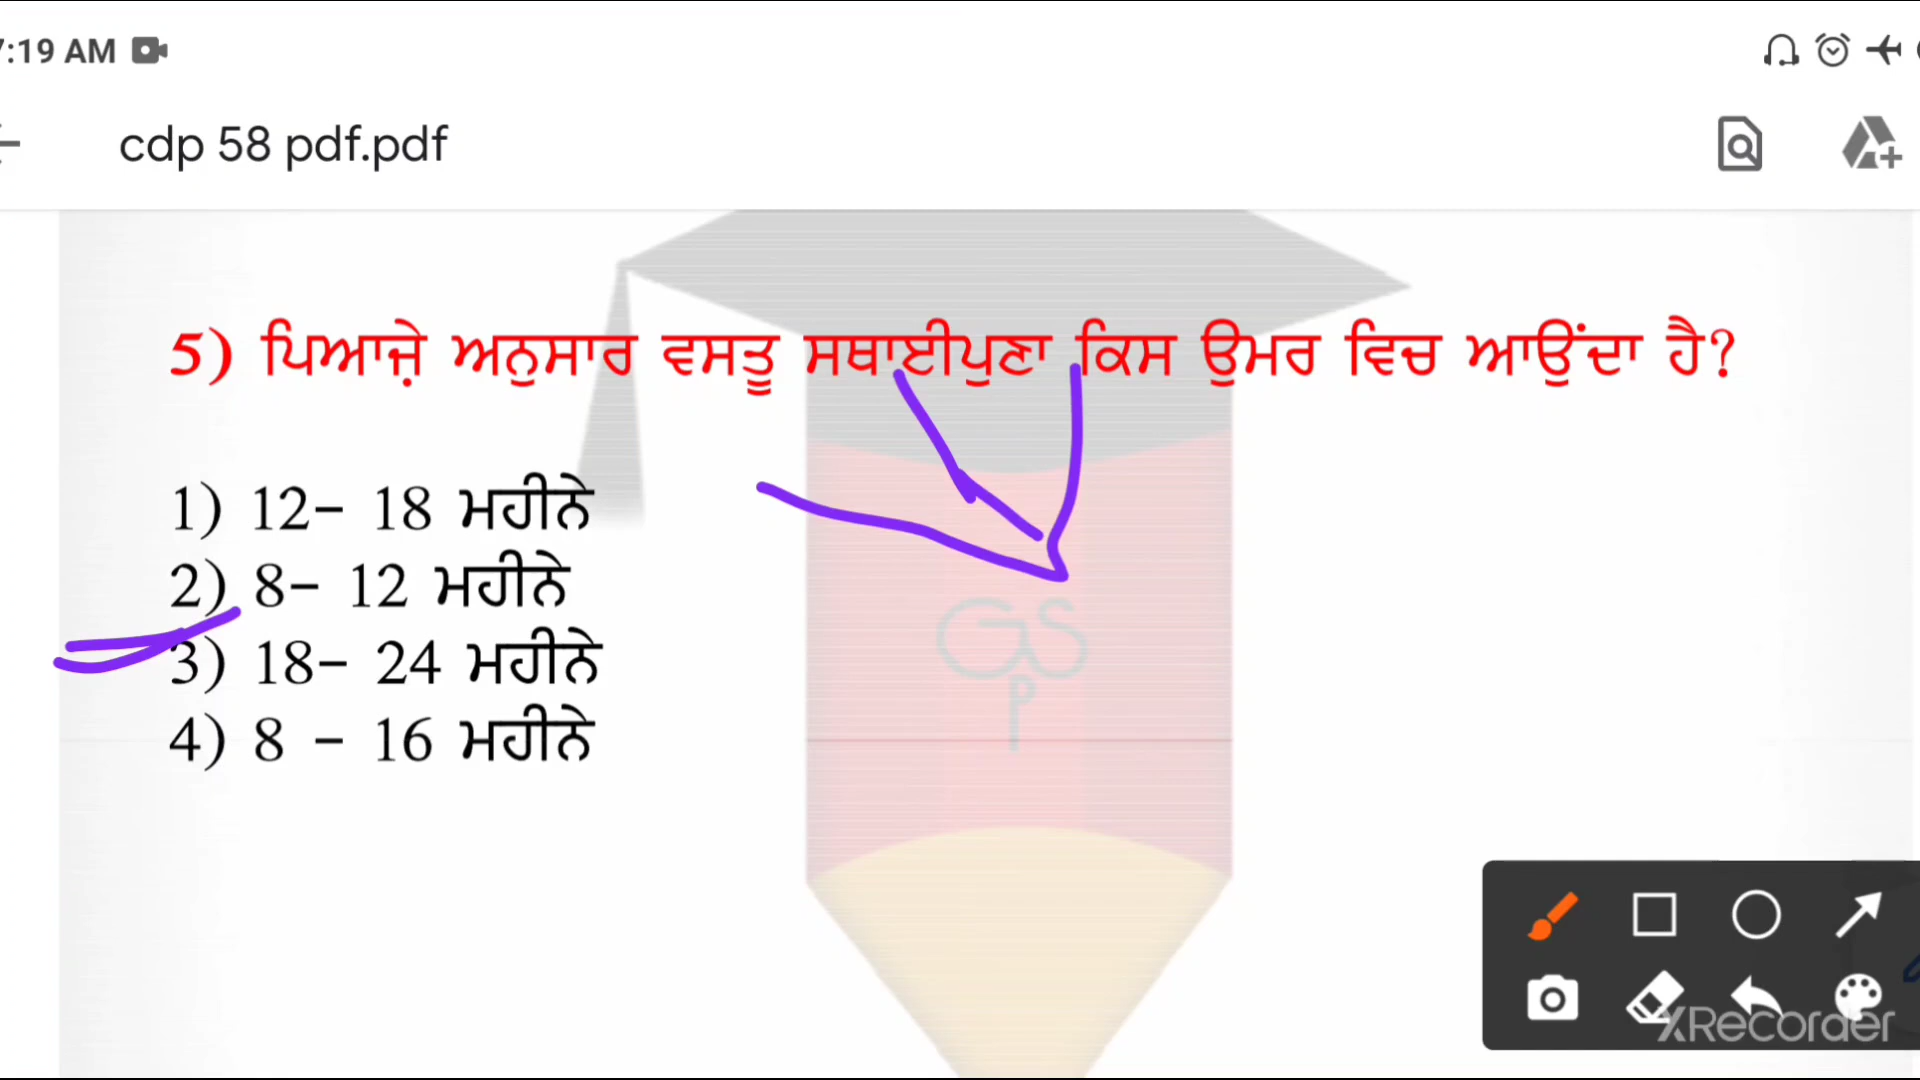 7:19 AM
cdp 58 pdf.pdf
5) ਪਿਆਜ਼ੇ ਅਨੁਸਾਰ ਵਸਤੂ ਸਥਾਈਪੁਣਾ ਕਿਸ ਉਮਰ ਵਿਚ ਆਉਂਦਾ ਹੈ?
1) 12- 18 ਮਹੀਨੇ
2) 8- 12 ਮਹੀਨੇ
3) 18- 24 ਮਹੀਨੇ
4) 8 - 16 ਮਹੀਨੇ
GSP
XRecorder